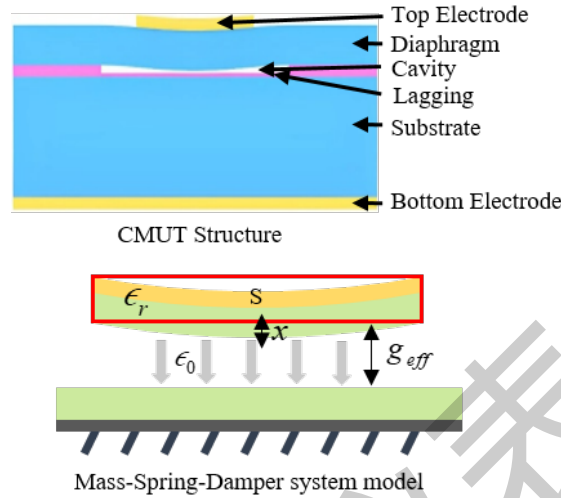 Top Electrode
Diaphragm
Cavity
Lagging
Substrate
Bottom Electrode
CMUT Structure
ϵr S
x
ϵ0 geff
Mass-Spring-Damper system model